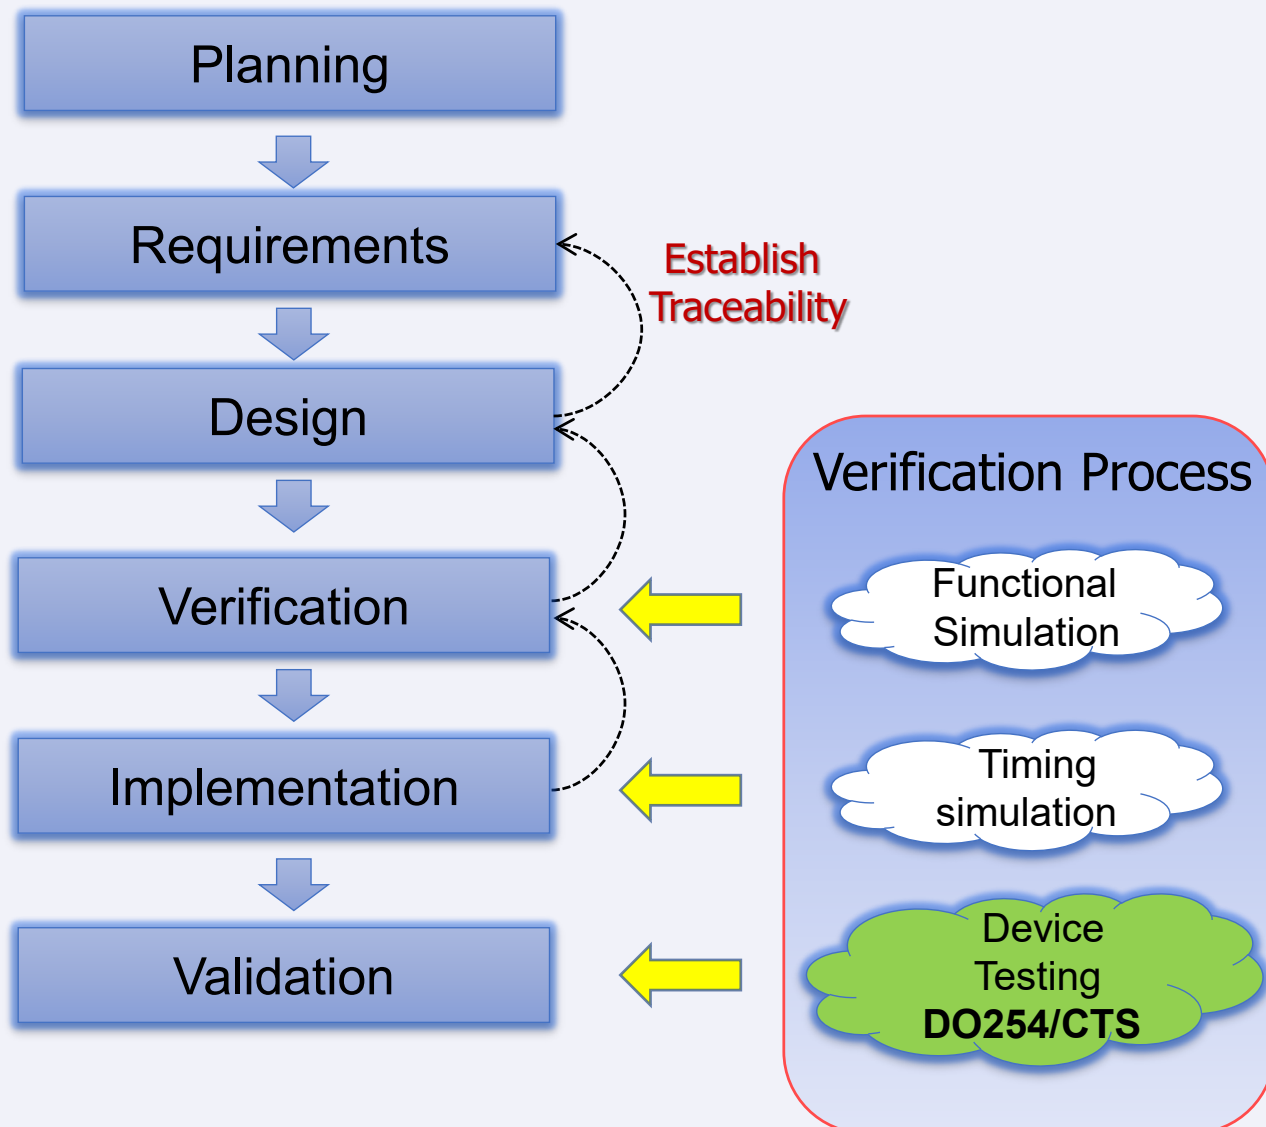 Planning
Requirements
Establish
Traceability
Design
Verification Process
Functional
Simulation
Verification
Timing
simulation
Implementation
Device
Testing
DO254/CTS
Validation